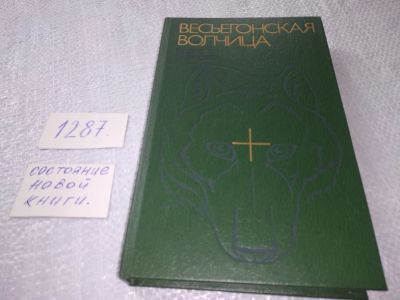 ВЕСЬЕГОНСКАЯ
ВОЛЧИЦА
1287.
состояние
новой
книги.